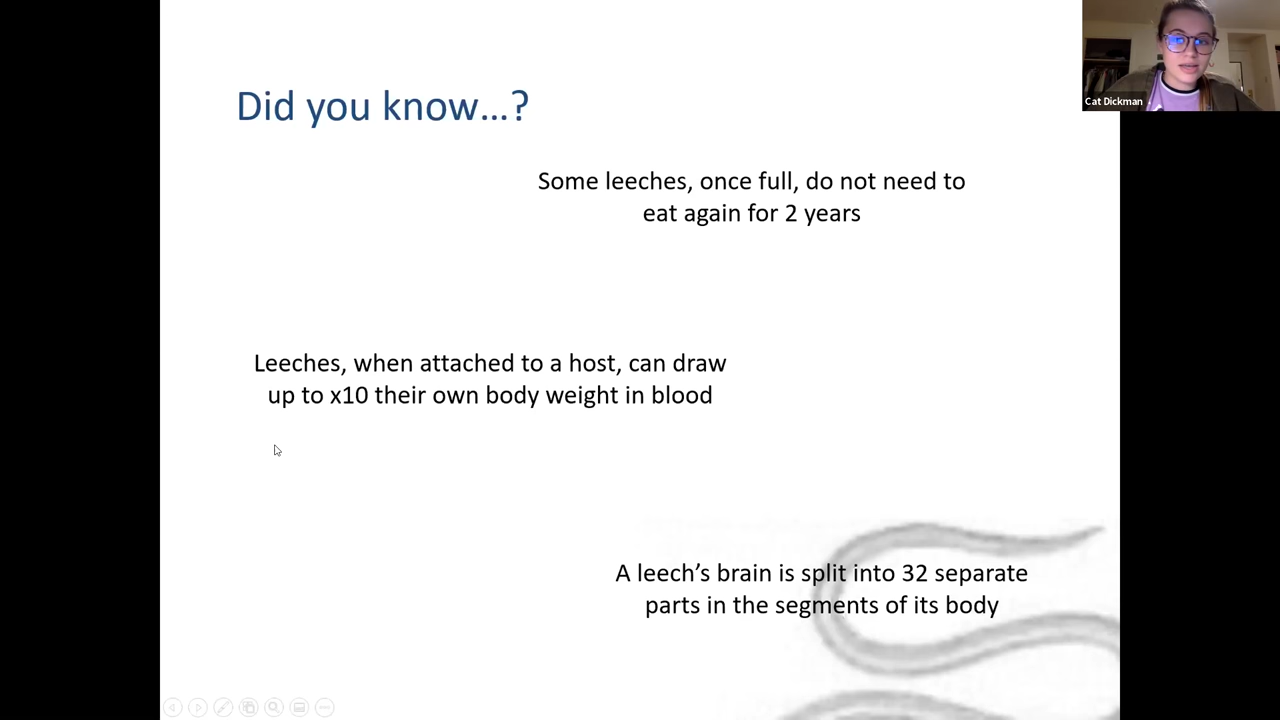 Did you know...?
Cat Dickman
Some leeches, once full, do not need to
eat again for 2 years
Leeches, when attached to a host, can draw
up to x10 their own body weight in blood
A leech’s brain is split into 32 separate
parts in the segments of its body